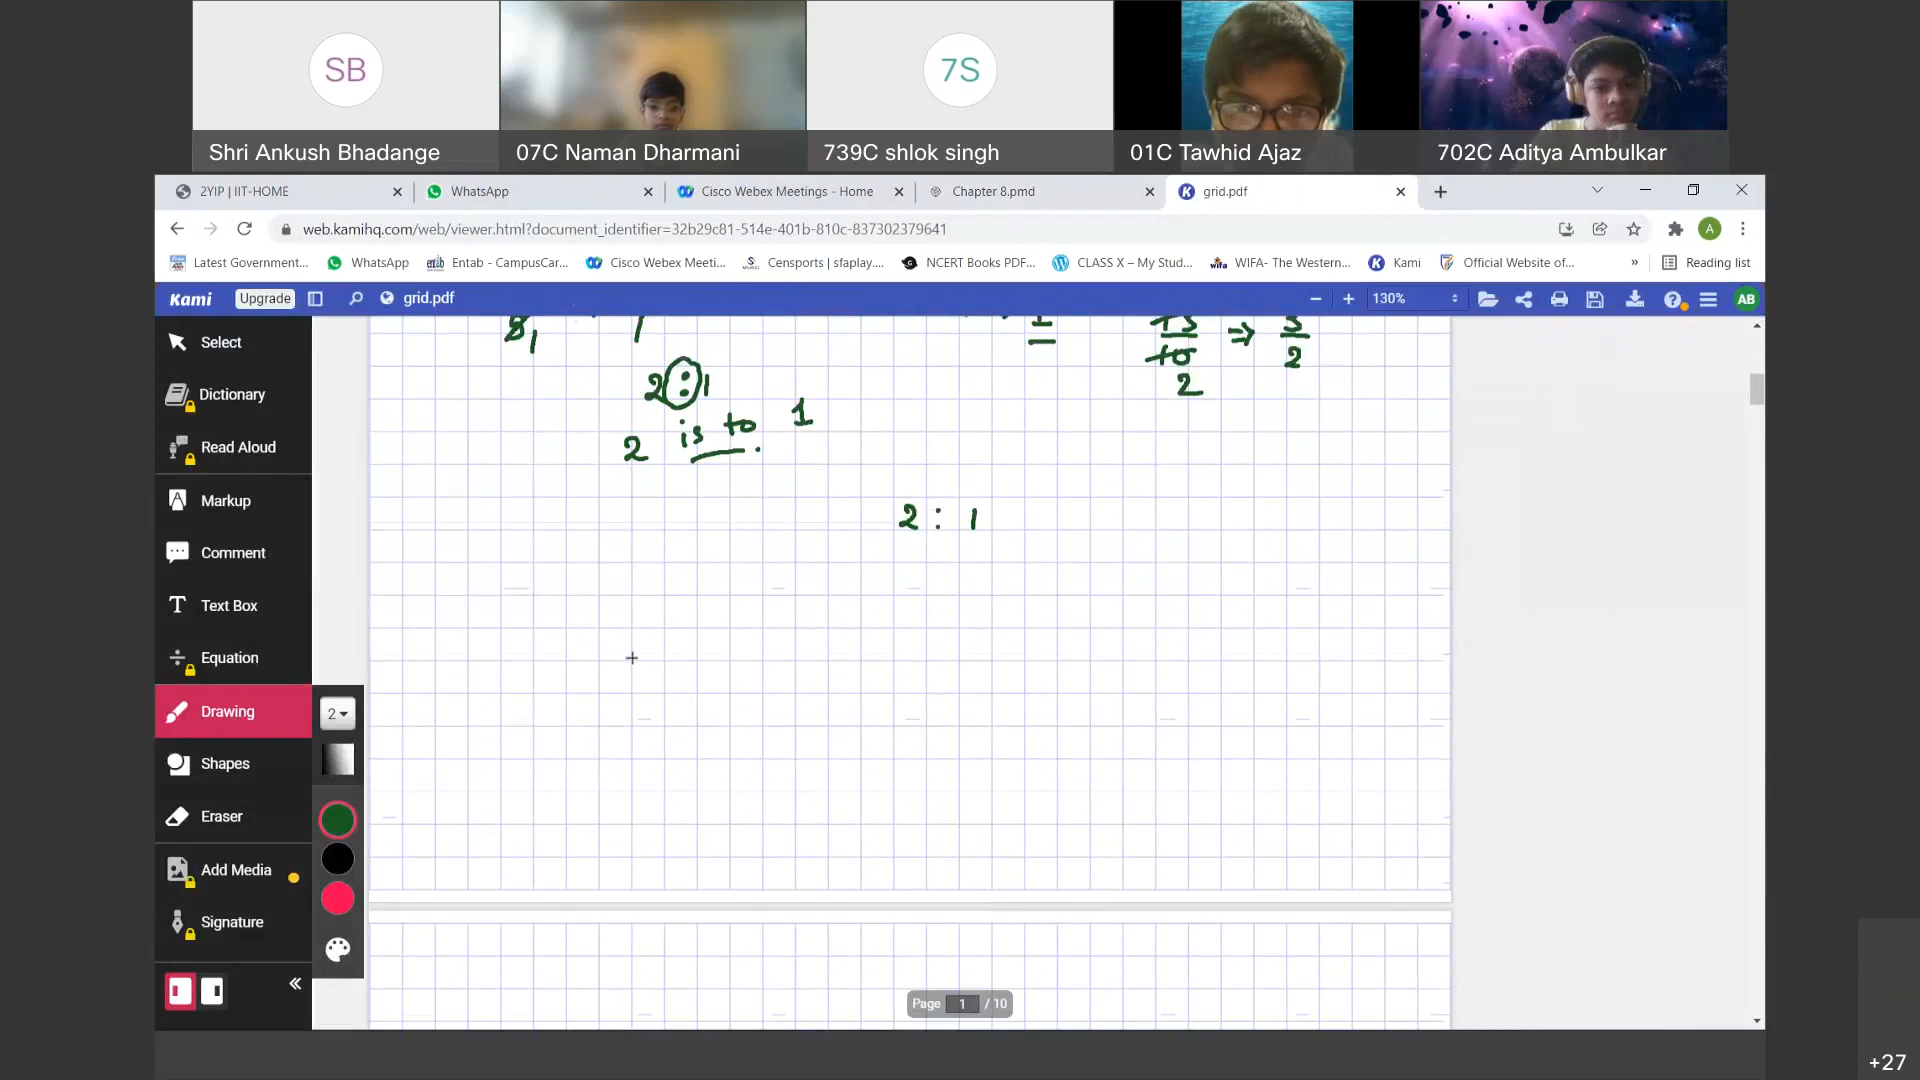 SB
7S
Shri Ankush Bhadange
07C Naman Dharmani
739C shlok singh
01C Tawhid Ajaz
702C Aditya Ambulkar
2YIP | IIT-HOME
WhatsApp
Cisco Webex Meetings - Home
Chapter 8.pmd
grid.pdf
web.kamihq.com/web/viewer.html?document_identifier=32b29c81-514e-401b-810c-837302379641
A
Latest Government...
WhatsApp
Entab - CampusCar...
Cisco Webex Meeti...
Censports | sfaplay....
NCERT Books PDF...
CLASS X – My Stud...
WIFA- The Western...
Kami
Official Website of...
»
Reading list
Kami
Upgrade
grid.pdf
130%
AB
Select
Dictionary
Read Aloud
Markup
Comment
Text Box
Equation
Drawing
2
Shapes
Eraser
Add Media
Signature
2 : 1
2 is to 1
10
2
2
2 : 1
Page 1 / 10
+27